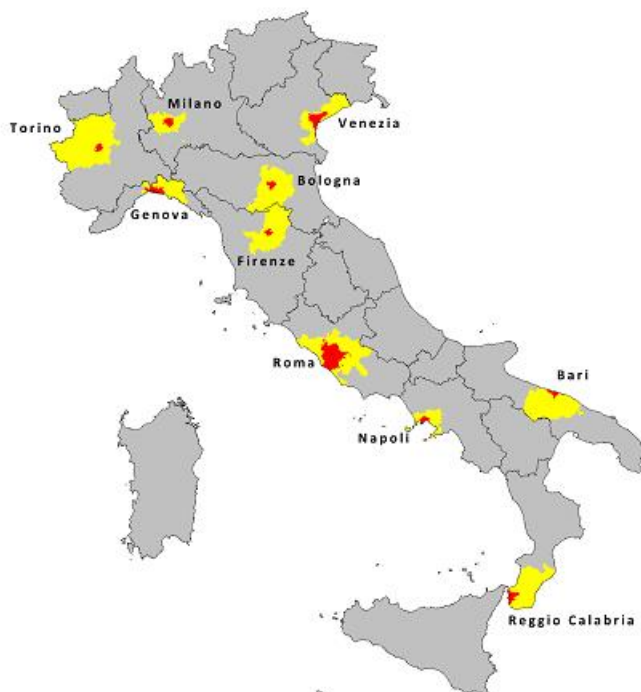 Milano
Torino
Venezia
Bologna
Genova
Firenze
Roma
Bari
Napoli
Reggio Calabria